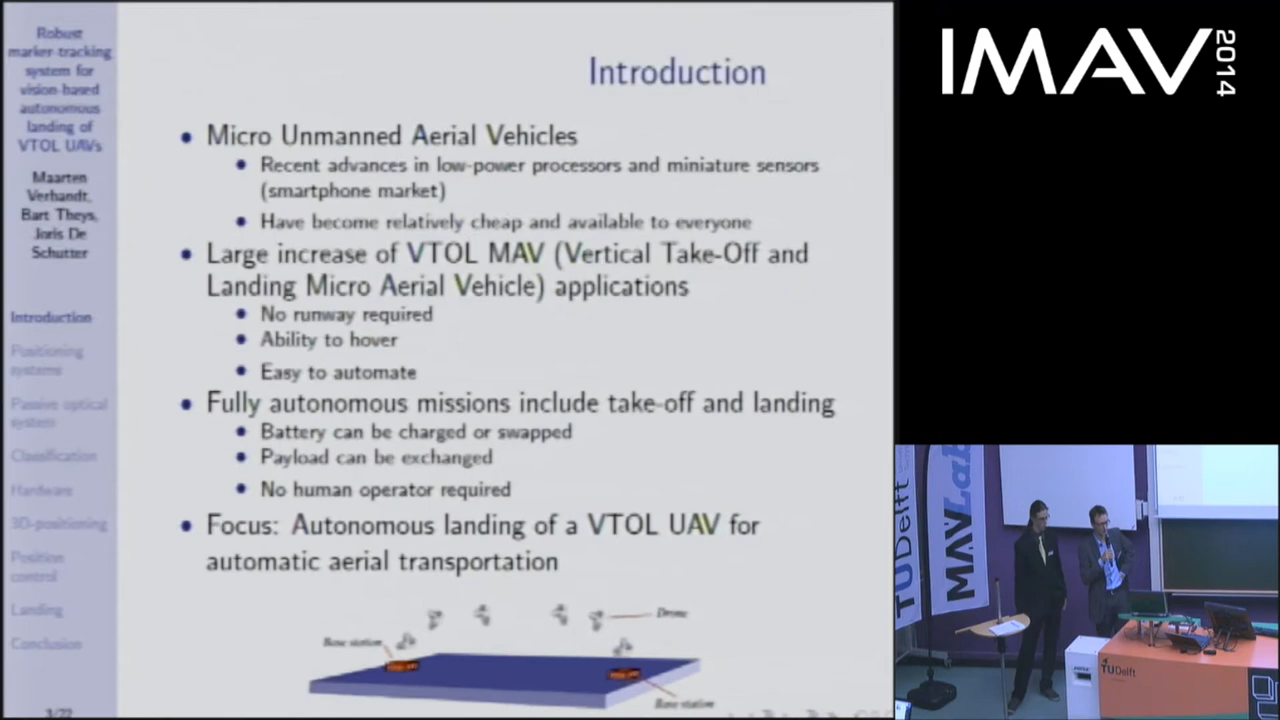 Robust
marker-tracking
system for
vision-based
autonomous
landing of
VTOL UAVs
Maarten
Verhandt,
Bart Theys,
Joris De
Schutter
Introduction
Positioning
systems
Passive optical
system
Classification
Hardware
3D-positioning
Position
control
Landing
Conclusion
3/22
Introduction
Micro Unmanned Aerial Vehicles
Recent advances in low-power processors and miniature sensors
(smartphone market)
Have become relatively cheap and available to everyone
Large increase of VTOL MAV (Vertical Take-Off and
Landing Micro Aerial Vehicle) applications
No runway required
Ability to hover
Easy to automate
Fully autonomous missions include take-off and landing
Battery can be charged or swapped
Payload can be exchanged
No human operator required
Focus: Autonomous landing of a VTOL UAV for
automatic aerial transportation
Drone
Base station
Base station
IMAV 2014
TUDelft
MAVLab
TUDelft